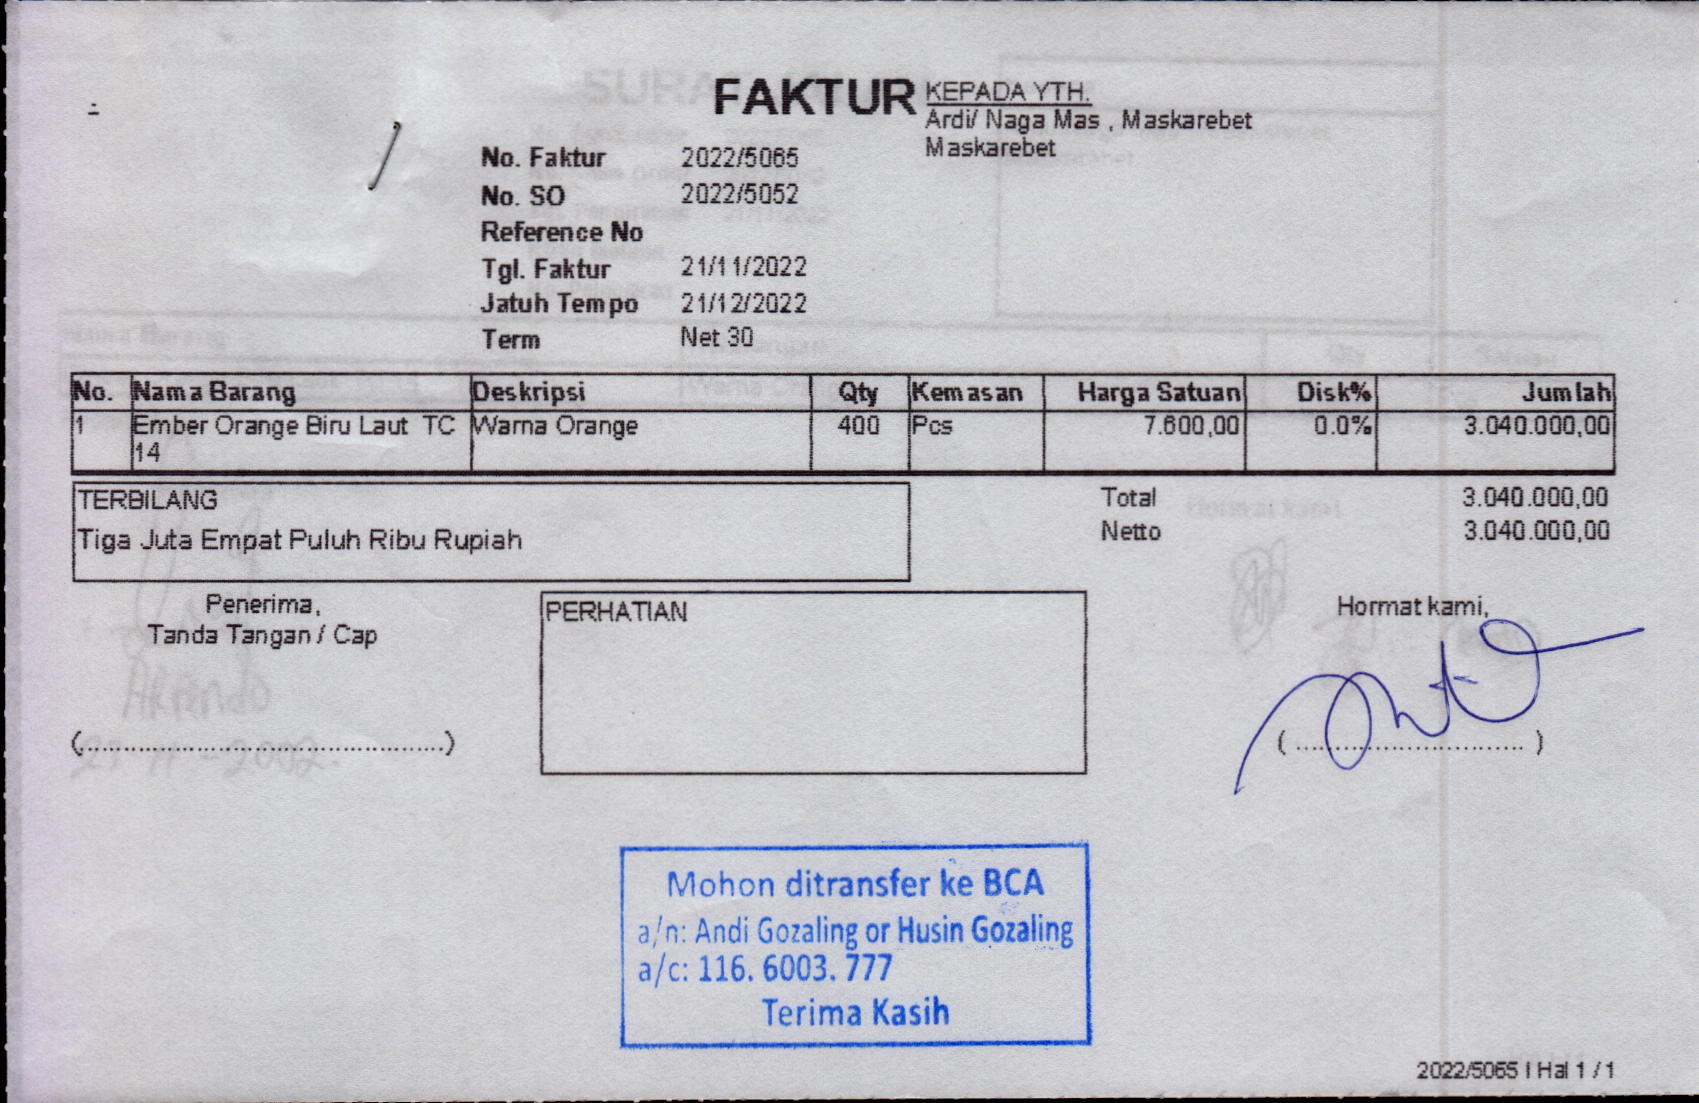 FAKTUR
KEPADA YTH.
Ardi/ Naga Mas , Maskarebet
Maskarebet
No. Faktur 2022/5065
No. SO 2022/5052
Reference No
Tgl. Faktur 21/11/2022
Jatuh Tempo 21/12/2022
Term Net 30
No. Nama Barang Deskripsi Qty Kemasan Harga Satuan Disk% Jumlah
1 Ember Orange Biru Laut TC Warna Orange 400 Pcs 7.600,00 0.0% 3.040.000,00
14
TERBILANG
Tiga Juta Empat Puluh Ribu Rupiah
Total 3.040.000,00
Netto 3.040.000,00
Penerima,
Tanda Tangan / Cap
PERHATIAN
Hormat kami,
(................................................)
( .............................. )
Mohon ditransfer ke BCA
a/n: Andi Gozaling or Husin Gozaling
a/c: 116. 6003. 777
Terima Kasih
2022/5065 | Hal 1 / 1